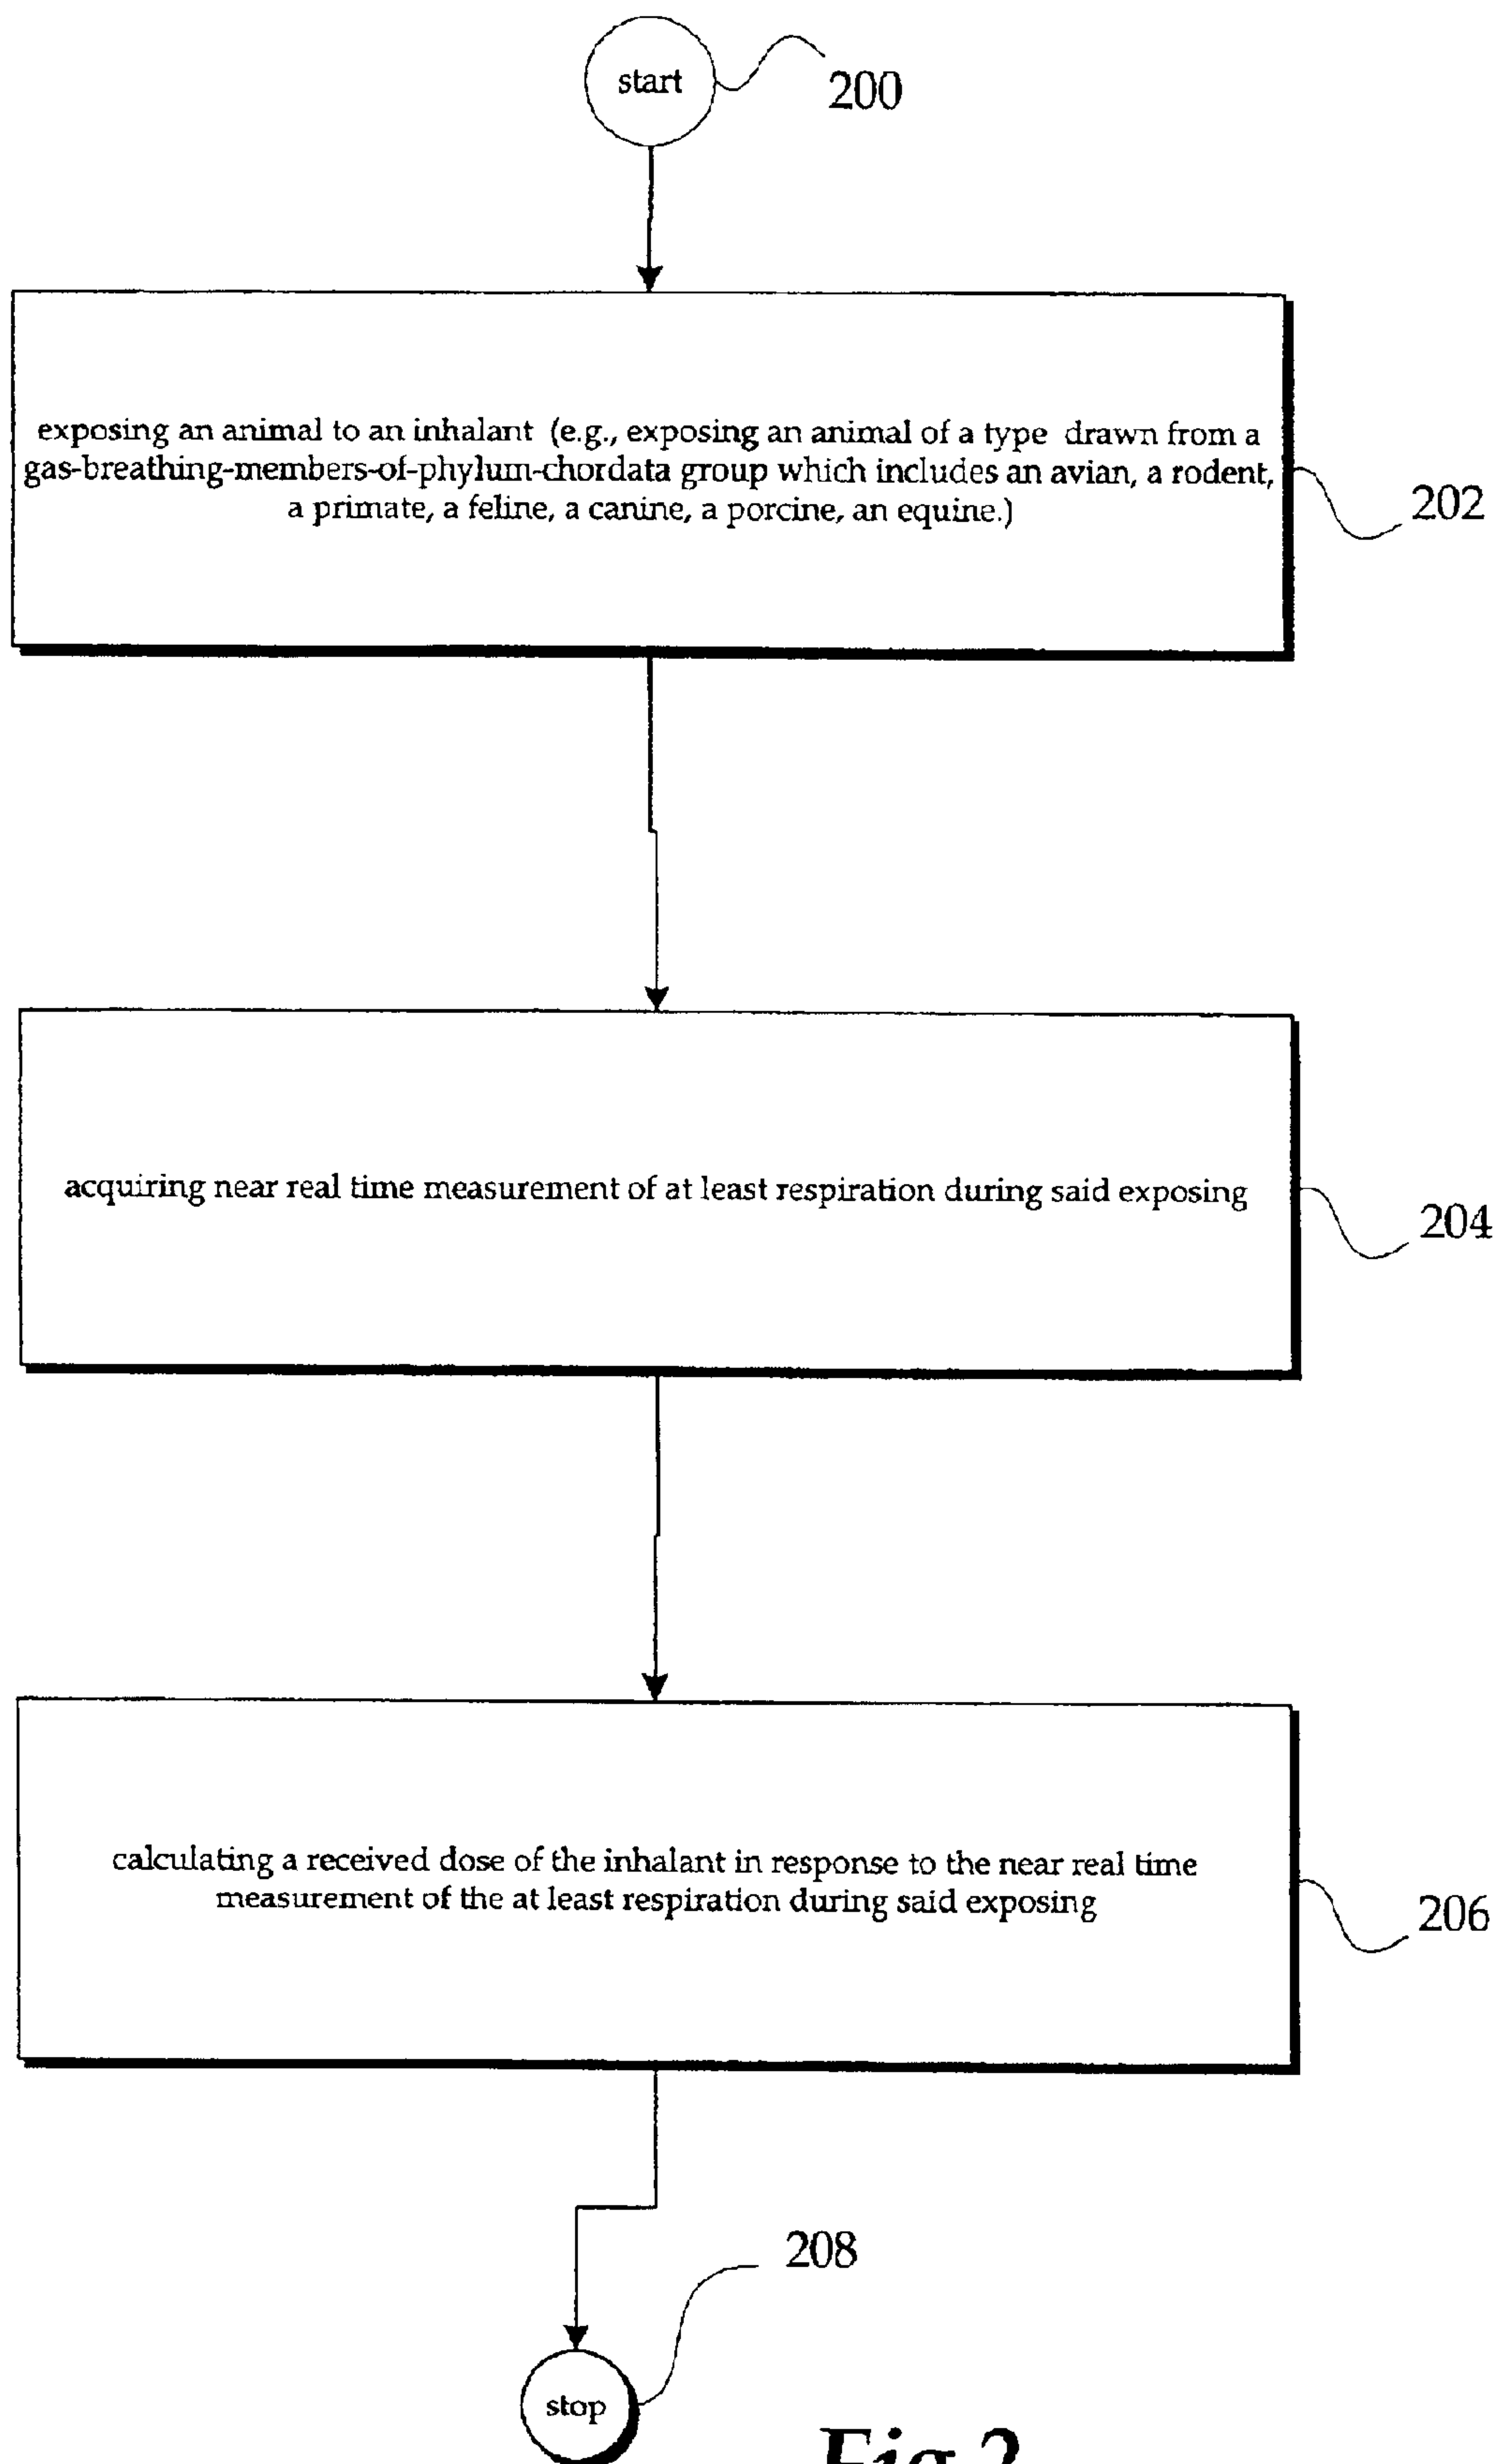 start
200
exposing an animal to an inhalant (e.g., exposing an animal of a type drawn from a
gas-breathing-members-of-phylum-chordata group which includes an avian, a rodent,
a primate, a feline, a canine, a porcine, an equine.)
202
acquiring near real time measurement of at least respiration during said exposing
204
calculating a received dose of the inhalant in response to the near real time
measurement of the at least respiration during said exposing
206
208
stop
Fig.2